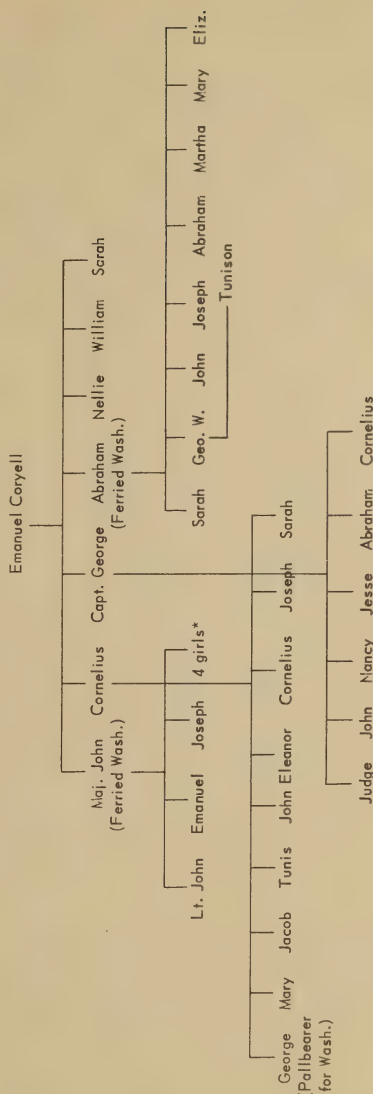 Emanuel Coryell
Maj. John Cornelius Capt. George Abraham Nellie William Sarah
(Ferried Wash.) (Ferried Wash.)
Lt. John Emanuel Joseph 4 girls*
Sarah Geo. W. John Joseph Abraham Martha Mary Eliz.
Tunison
George Mary Jacob Tunis John Eleanor Cornelius Joseph Sarah
(Pallbearer
for Wash.)
Judge John Nancy Jesse Abraham Cornelius